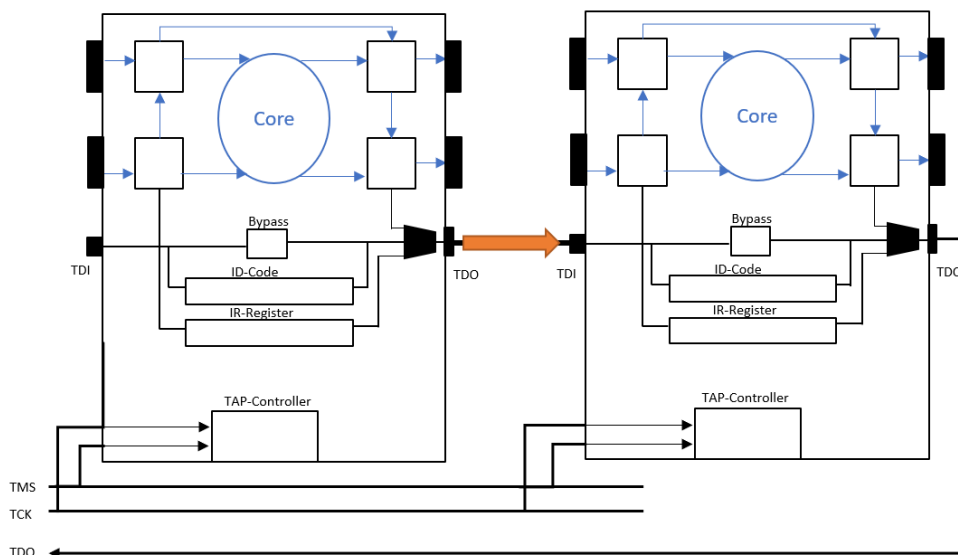 Core
Core
Bypass
TDI
ID-Code
TDO
IR-Register
TAP-Controller
Bypass
TDI
ID-Code
TDO
IR-Register
TAP-Controller
TMS
TCK
TDO